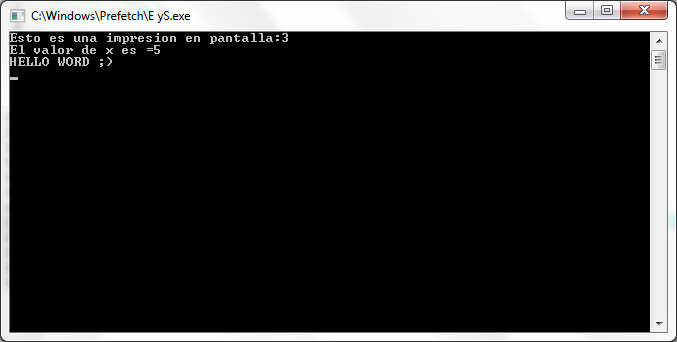 C:\Windows\Prefetch\E yS.exe
Esto es una impresion en pantalla:3
El valor de x es =5
HELLO WORD ;)